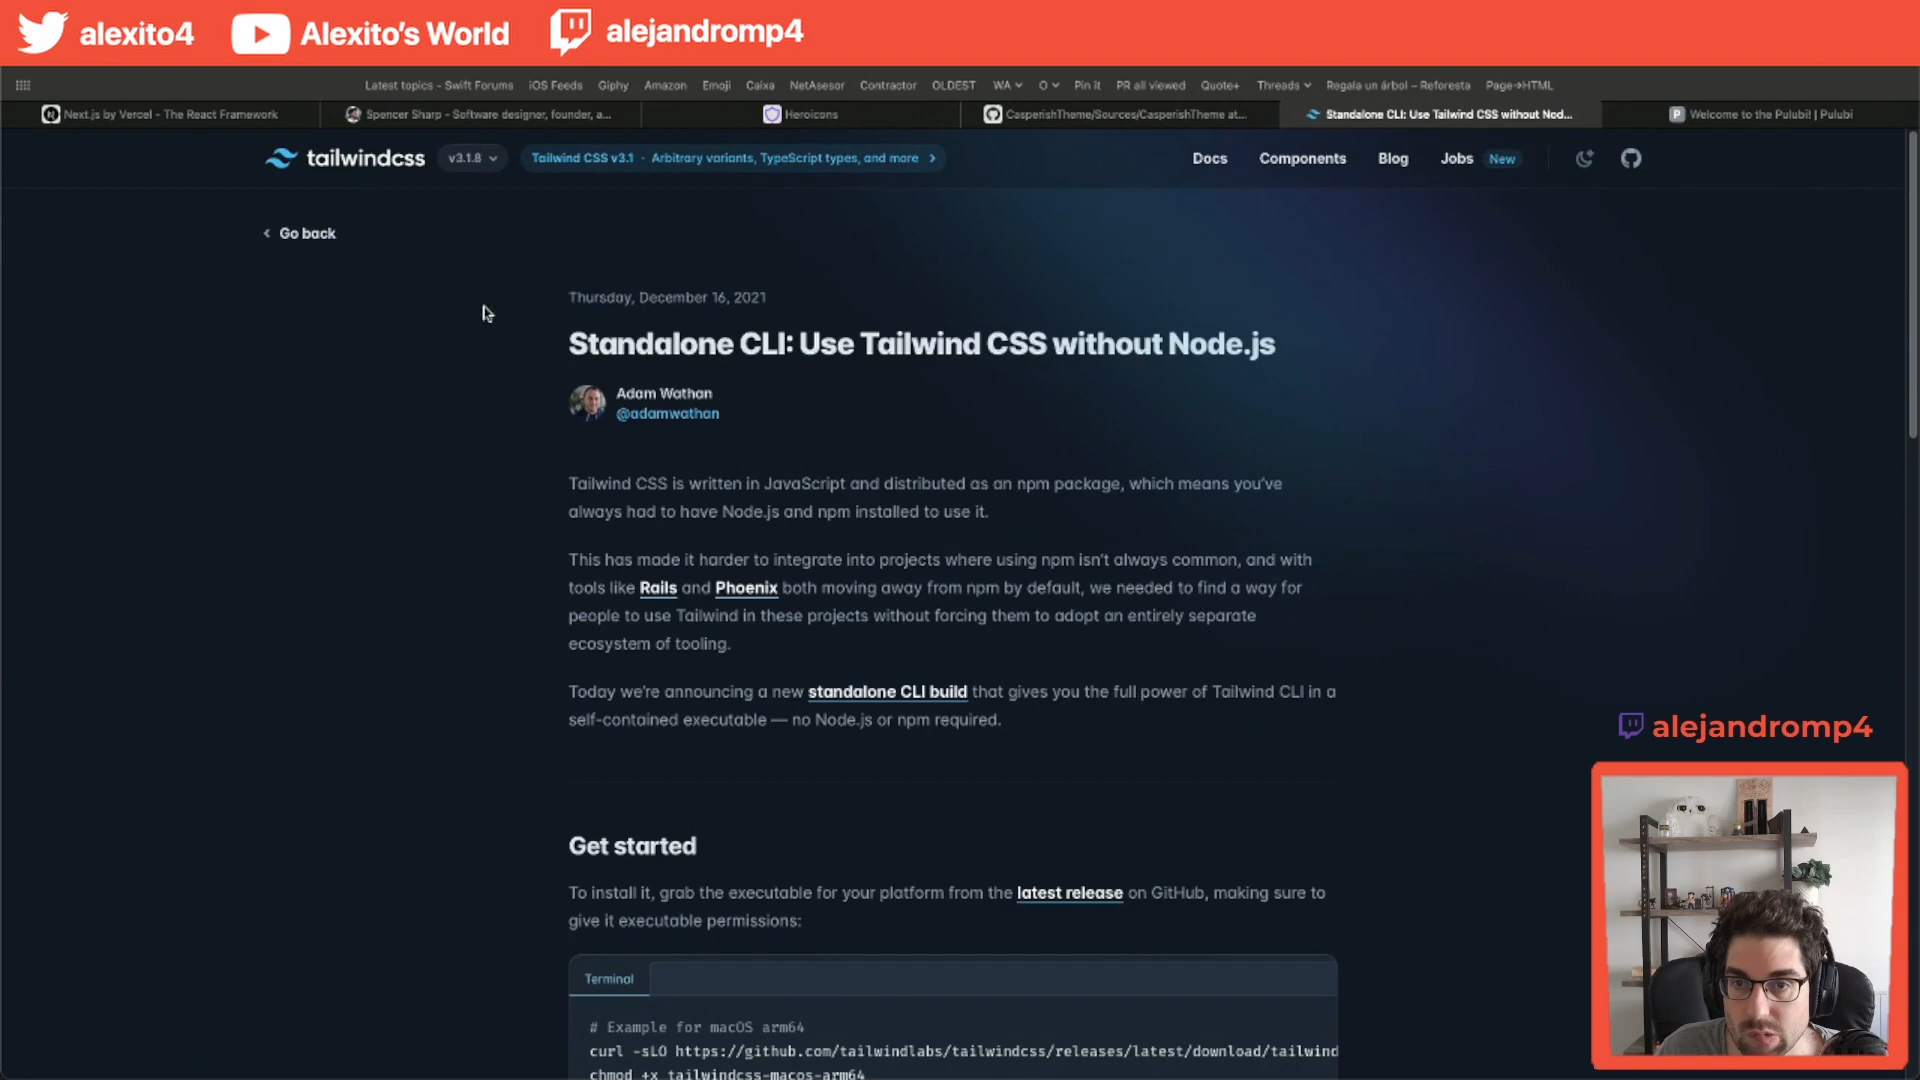 alexito4
Alexito's World
alejandromp4
Latest topics - Swift Forums iOS Feeds Giphy Amazon Emoji Caixa NetAsesor Contractor OLDEST WA O Pin it PR all viewed Quote+ Threads Regala un árbol – Reforesta Page→HTML
Next.js by Vercel - The React Framework
Spencer Sharp - Software designer, founder, a...
Heroicons
CasperishTheme/Sources/CasperishTheme at...
Standalone CLI: Use Tailwind CSS without Nod...
Welcome to the Pulubi! | Pulubi
tailwindcss
v3.1.8
Tailwind CSS v3.1 · Arbitrary variants, TypeScript types, and more
Docs Components Blog Jobs New
Go back
Thursday, December 16, 2021
Standalone CLI: Use Tailwind CSS without Node.js
Adam Wathan
@adamwathan
Tailwind CSS is written in JavaScript and distributed as an npm package, which means you've
always had to have Node.js and npm installed to use it.
This has made it harder to integrate into projects where using npm isn't always common, and with
tools like Rails and Phoenix both moving away from npm by default, we needed to find a way for
people to use Tailwind in these projects without forcing them to adopt an entirely separate
ecosystem of tooling.
Today we're announcing a new standalone CLI build that gives you the full power of Tailwind CLI in a
self-contained executable — no Node.js or npm required.
alejandromp4
Get started
To install it, grab the executable for your platform from the latest release on GitHub, making sure to
give it executable permissions:
Terminal
# Example for macOS arm64
curl -sLO https://github.com/tailwindlabs/tailwindcss/releases/latest/download/tailwind
chmod +x tailwindcss-macos-arm64